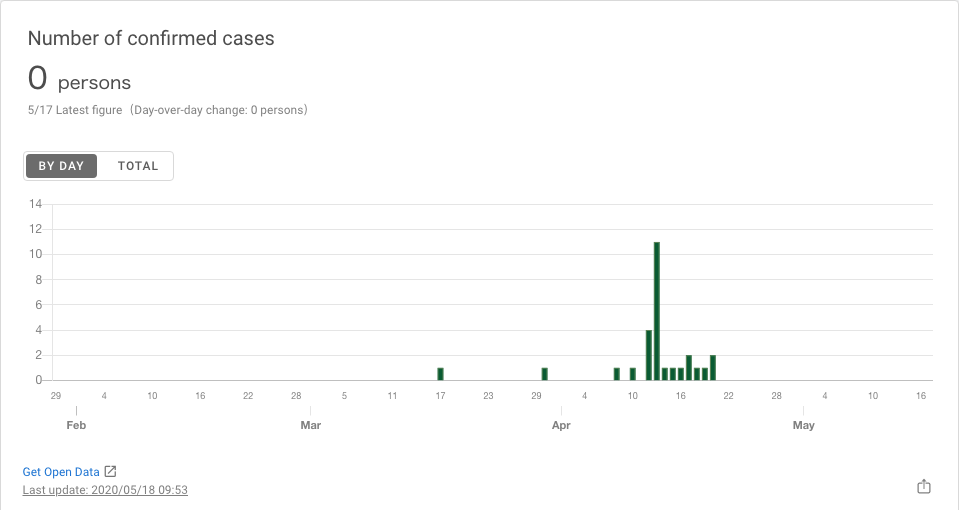 Number of confirmed cases
0 persons
5/17 Latest figure（Day-over-day change: 0 persons）
BY DAY TOTAL
14
12
10
8
6
4
2
0
29 4 10 16 22 28 5 11 17 23 29 4 10 16 22 28 4 10 16
Feb Mar Apr May
Get Open Data
Last update: 2020/05/18 09:53